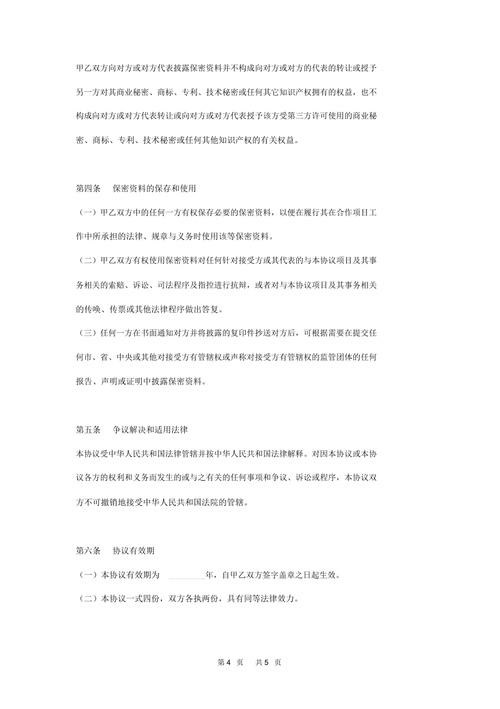 甲乙双方向对方或对方代表披露保密资料并不构成向对方或对方的代表的转让或授予
另一方对其商业秘密、商标、专利、技术秘密或任何其它知识产权拥有的权益，也不
构成向对方或对方代表转让或向对方或对方代表授予该方受第三方许可使用的商业秘
密、商标、专利、技术秘密或任何其他知识产权的有关权益。
第四条 保密资料的保存和使用
（一）甲乙双方中的任何一方有权保存必要的保密资料，以便在履行其在合作项目工
作中所承担的法律、规章与义务时使用该等保密资料。
（二）甲乙双方有权使用保密资料对任何针对接受方或其代表的与本协议项目及其事
务相关的索赔、诉讼、司法程序及指控进行抗辩，或者对与本协议项目及其事务相关
的传唤、传票或其他法律程序做出答复。
（三）任何一方在书面通知对方并将披露的复印件抄送对方后，可根据需要在提交任
何市、省、中央或其他对接受方有管辖权或声称对接受方有管辖权的监管团体的任何
报告、声明或证明中披露保密资料。
第五条 争议解决和适用法律
本协议受中华人民共和国法律管辖并按中华人民共和国法律解释。对因本协议或本协
议各方的权利和义务而发生的或与之有关的任何事项和争议、诉讼或程序，本协议双
方不可撤销地接受中华人民共和国法院的管辖。
第六条 协议有效期
（一）本协议有效期为 ________年，自甲乙双方签字盖章之日起生效。
（二）本协议一式四份，双方各执两份，具有同等法律效力。
第 4 页 共 5 页